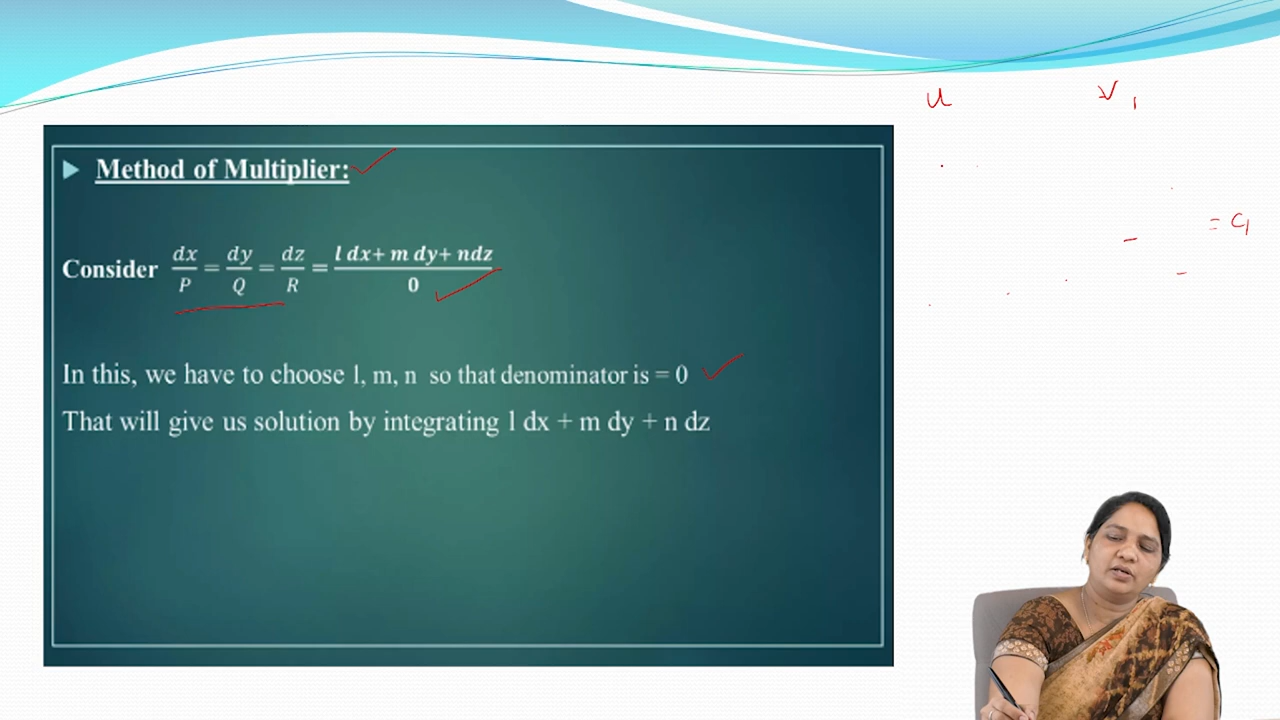 u v,
Method of Multiplier:
Consider dx/P = dy/Q = dz/R = l dx+ m dy+ ndz/0
= C1
In this, we have to choose l, m, n so that denominator is = 0
That will give us solution by integrating l dx + m dy + n dz